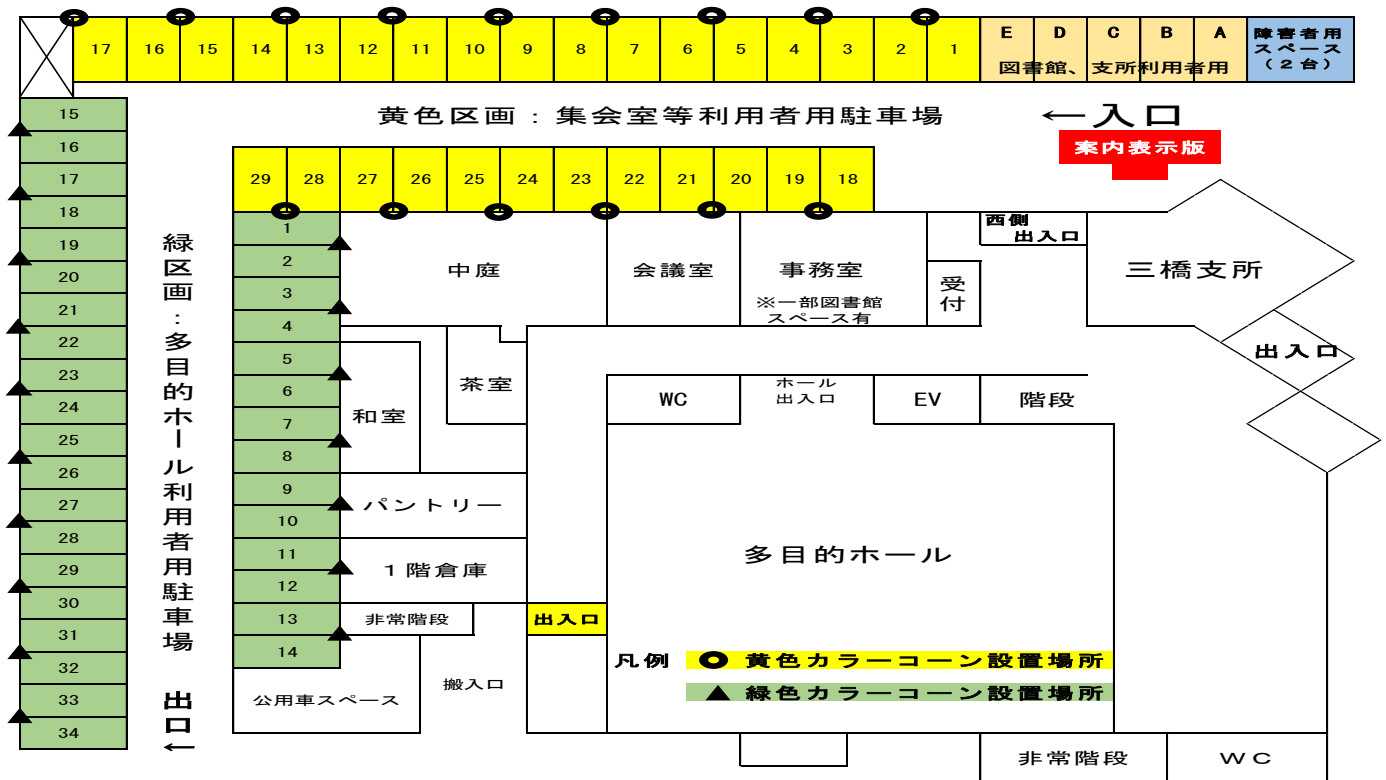 17 16 15 14 13 12 11 10 9 8 7 6 5 4 3 2 1
E D C B A
図書館、支所利用者用
障害者用
スペース
(2台)
黄色区画:集会室等利用者用駐車場
←入口
案内表示版
29 28 27 26 25 24 23 22 21 20 19 18
15
16
17
18
19
20
21
22
23
24
25
26
27
28
29
30
31
32
33
34
緑区画:多目的ホール利用者用駐車場
出口←
1
2
3
4
5
6
7
8
9
10
11
12
13
14
中庭
会議室
事務室
※一部図書館
スペース有
受付
西側
出入口
三橋支所
出入口
茶室
和室
WC
ホール
出入口
EV
階段
パントリー
1階倉庫
多目的ホール
非常階段
出入口
搬入口
公用車スペース
凡例
黄色カラーコーン設置場所
緑色カラーコーン設置場所
非常階段
WC